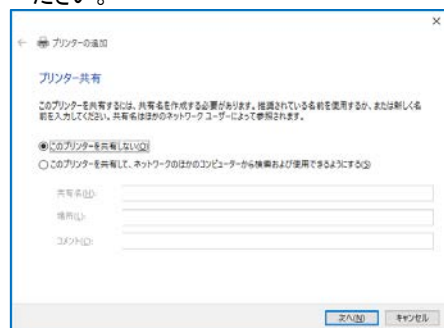 ださい。
プリンターの追加
プリンター共有
このプリンターを共有するには、共有名を作成する必要があります。推奨されている名前を使用するか、または新しく名
前を入力してください。共有名はほかのネットワーク ユーザーによって参照されます。
このプリンターを共有しない(O)
このプリンターを共有して、ネットワークのほかのコンピューターから検索および使用できるようにする(S)
共有名(H):
場所(L):
コメント(C):
次へ(N) キャンセル